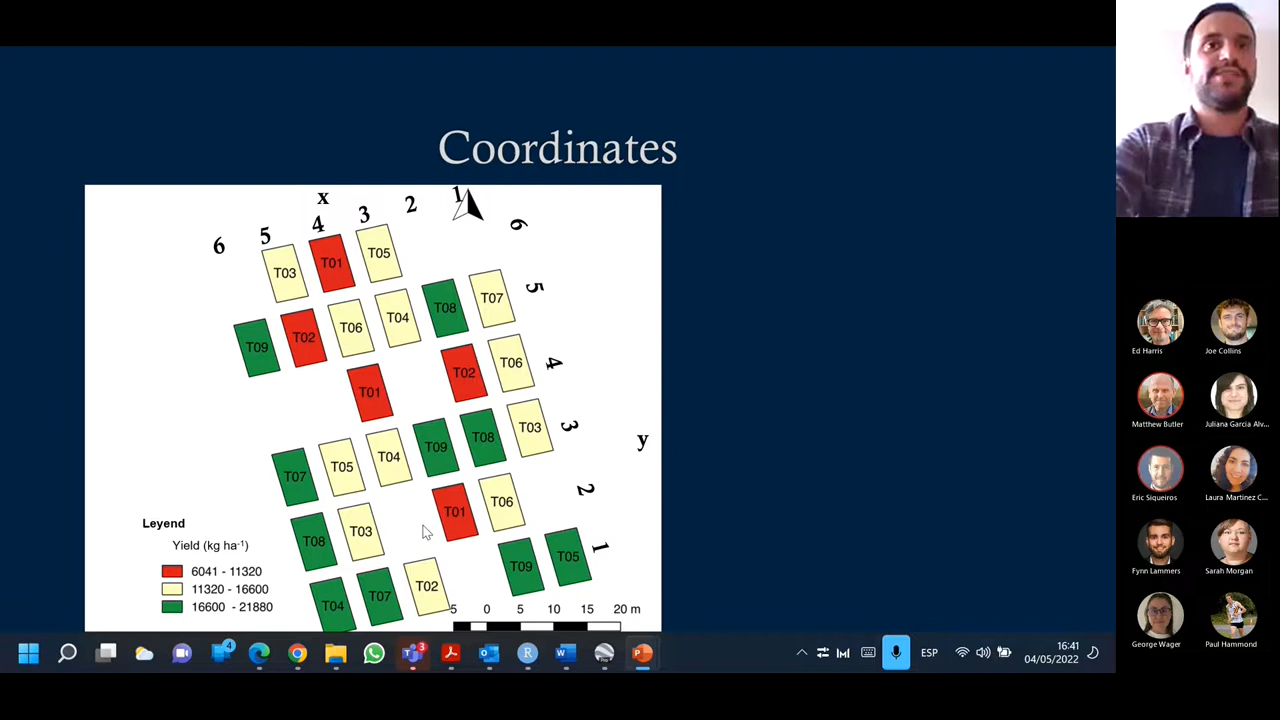 Coordinates
x
1
2
3
4
5
6
6
5
4
3
2
1
y
T03 T01 T05
T09 T02 T06 T04 T08 T07
T01 T02 T06
T07 T05 T04 T09 T08 T03
T08 T03 T01 T06
T04 T07 T02 T09 T05
Leyend
Yield (kg ha-1)
6041 - 11320
11320 - 16600
16600 - 21880
5 0 5 10 15 20 m
4
3
ESP
16:41
04/05/2022
Ed Harris
Joe Collins
Matthew Butler
Juliana Garcia Alv...
Eric Siqueiros
Laura Martinez C...
Fynn Lammers
Sarah Morgan
George Wager
Paul Hammond